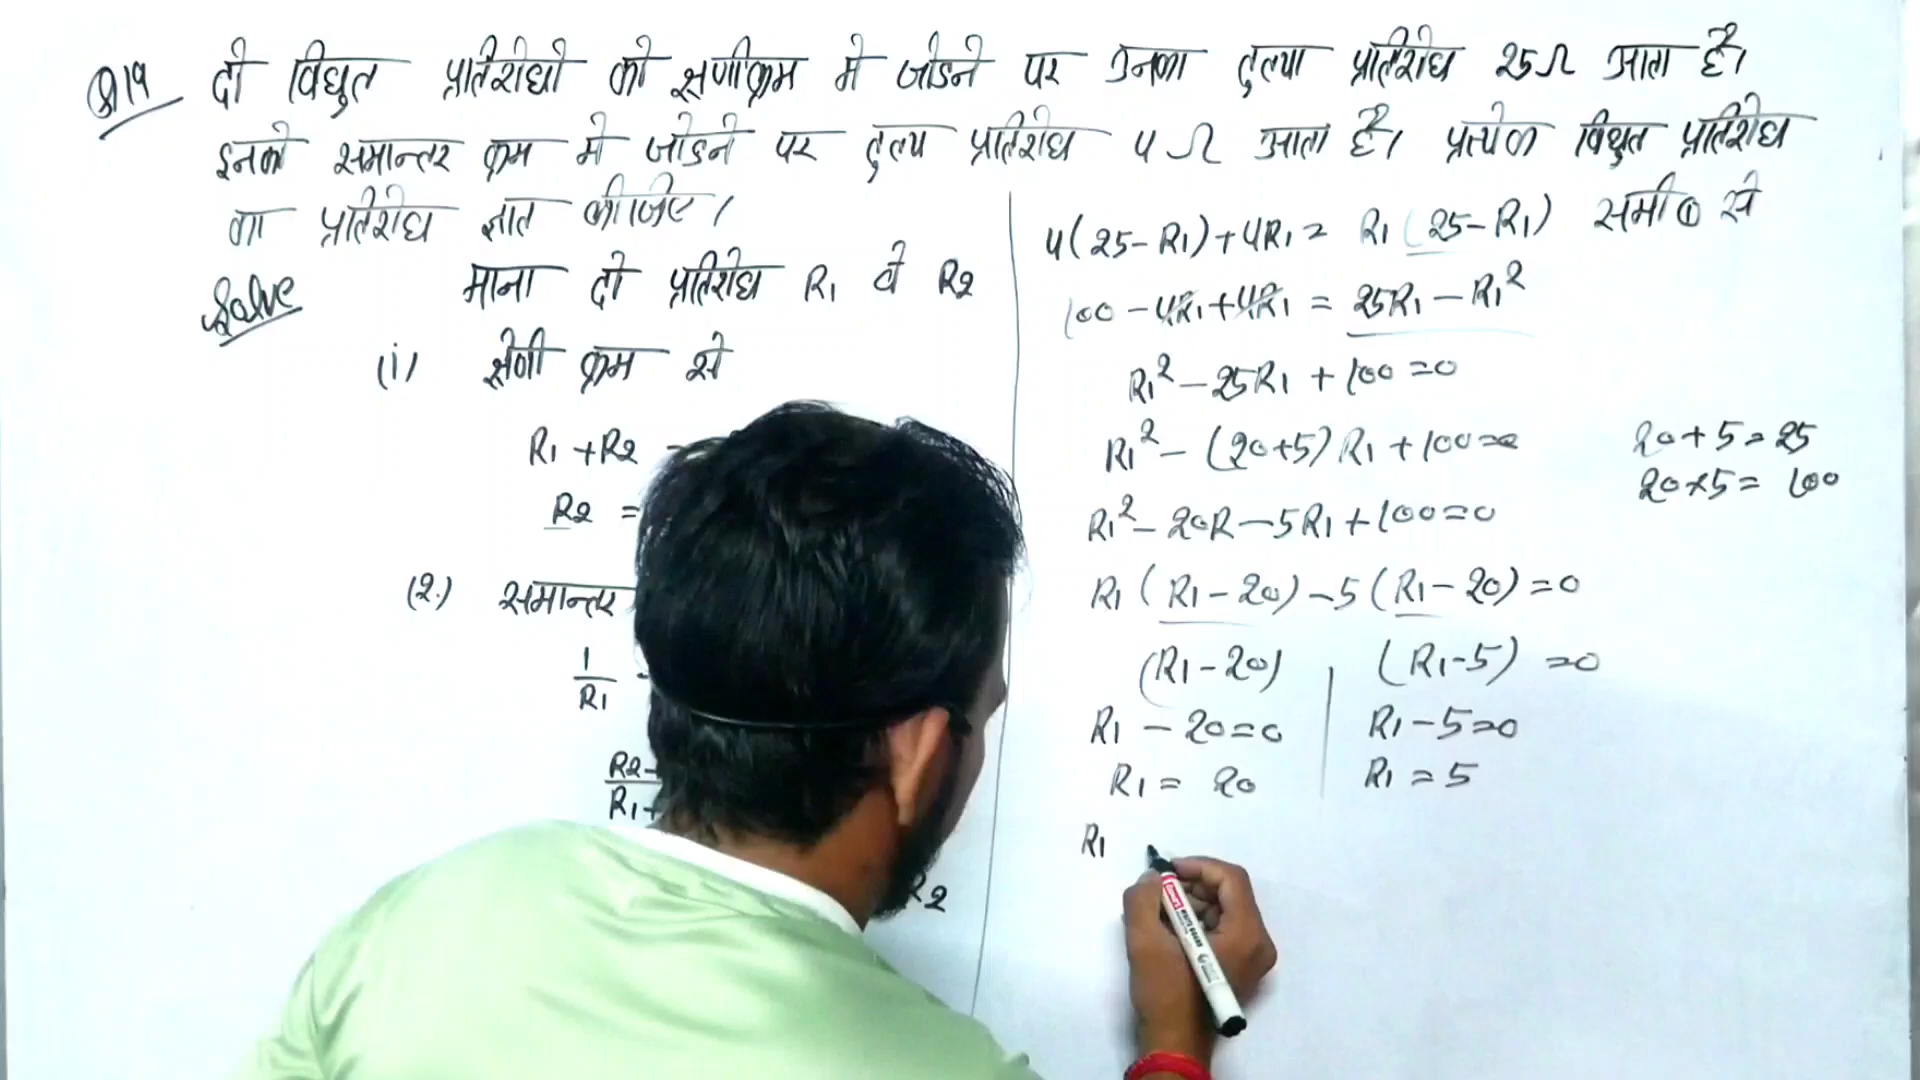 Q19 दो विद्युत प्रतिरोधो को श्रेणीक्रम मे जोडने पर उनका तुल्य प्रतिरोध 25Ω आता है।
इनको समान्तर क्रम मे जोडने पर तुल्य प्रतिरोध 4Ω आता है। प्रत्येक विधुत प्रतिरोध
का प्रतिरोध ज्ञात कीजिए।
Solve माना दो प्रतिरोध R1 व R2
(i) श्रेणी क्रम से
R1 + R2
R2 =
(2.) समान्तर
1/R1
R2
R1+
R2
4(25-R1)+4R1 = R1(25-R1) समी① से
100-4R1+4R1 = 25R1-R1²
R1²-25R1+100=0
R1²-(20+5)R1+100=0
20+5=25
20×5=100
R1²-20R-5R1+100=0
R1(R1-20)-5(R1-20)=0
(R1-20) (R1-5)=0
R1-20=0 R1-5=0
R1=20 R1=5
R1